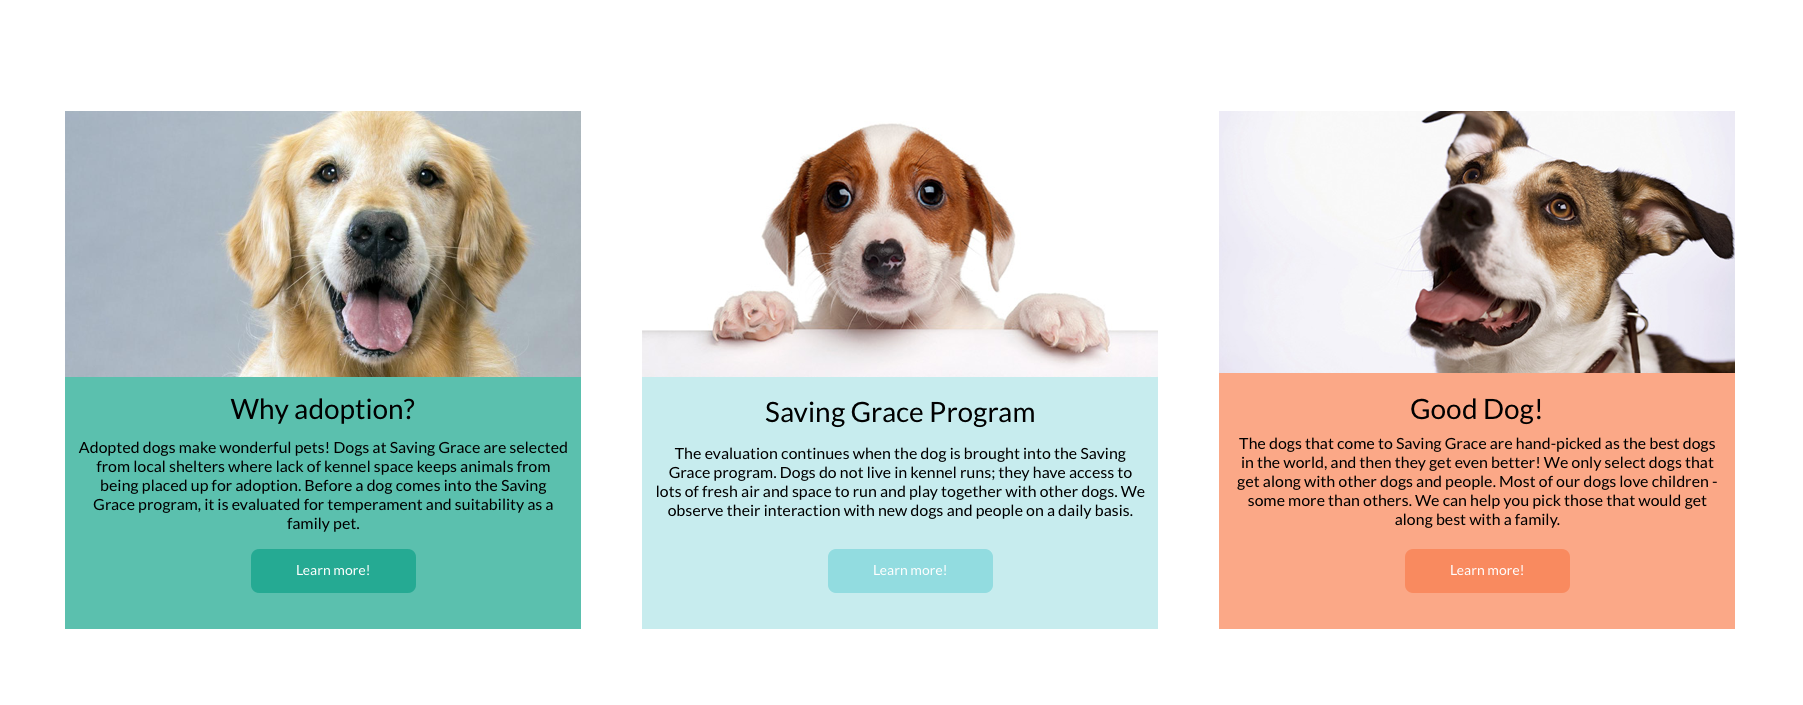 Why adoption?
Adopted dogs make wonderful pets! Dogs at Saving Grace are selected
from local shelters where lack of kennel space keeps animals from
being placed up for adoption. Before a dog comes into the Saving
Grace program, it is evaluated for temperament and suitability as a
family pet.
Learn more!
Saving Grace Program
The evaluation continues when the dog is brought into the Saving
Grace program. Dogs do not live in kennel runs; they have access to
lots of fresh air and space to run and play together with other dogs. We
observe their interaction with new dogs and people on a daily basis.
Learn more!
Good Dog!
The dogs that come to Saving Grace are hand-picked as the best dogs
in the world, and then they get even better! We only select dogs that
get along with other dogs and people. Most of our dogs love children -
some more than others. We can help you pick those that would get
along best with a family.
Learn more!